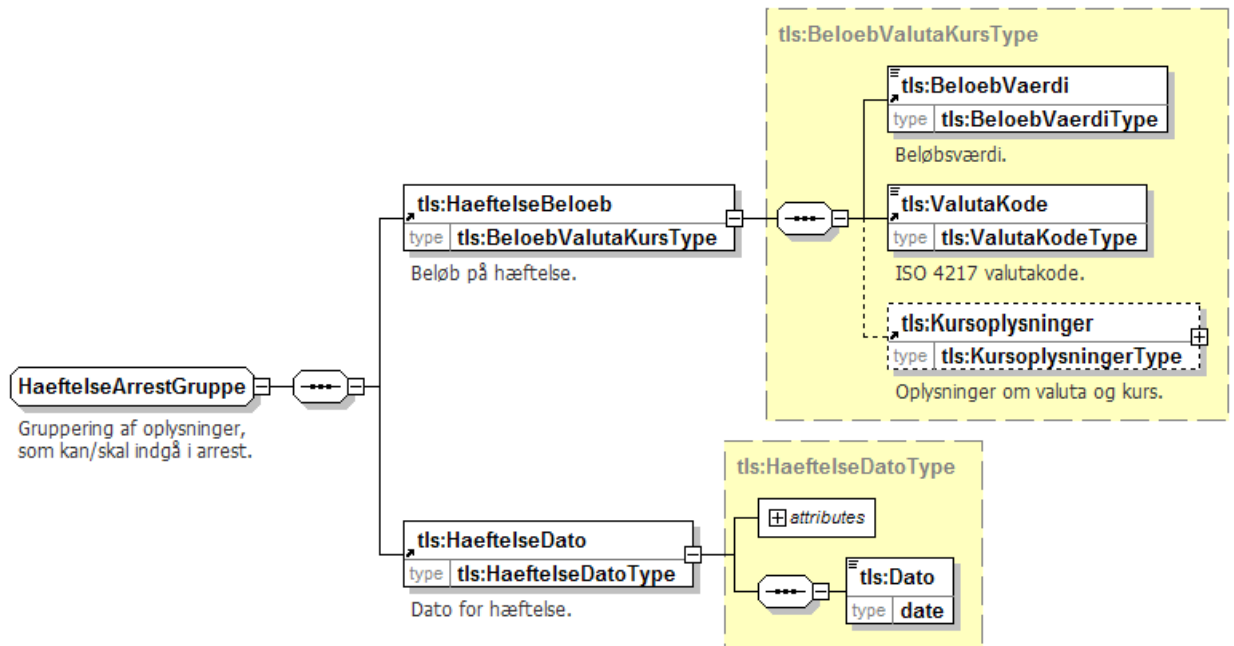 tls:BeloebValutaKursType
tls:BeloebVaerdi
type tls:BeloebVaerdiType
Beløbsværdi.
tls:HaeftelseBeloeb
type tls:BeloebValutaKursType
Beløb på hæftelse.
tls:ValutaKode
type tls:ValutaKodeType
ISO 4217 valutakode.
tls:Kursoplysninger
type tls:KursoplysningerType
Oplysninger om valuta og kurs.
HaeftelseArrestGruppe
Gruppering af oplysninger,
som kan/skal indgå i arrest.
tls:HaeftelseDatoType
attributes
tls:HaeftelseDato
type tls:HaeftelseDatoType
Dato for hæftelse.
tls:Dato
type date